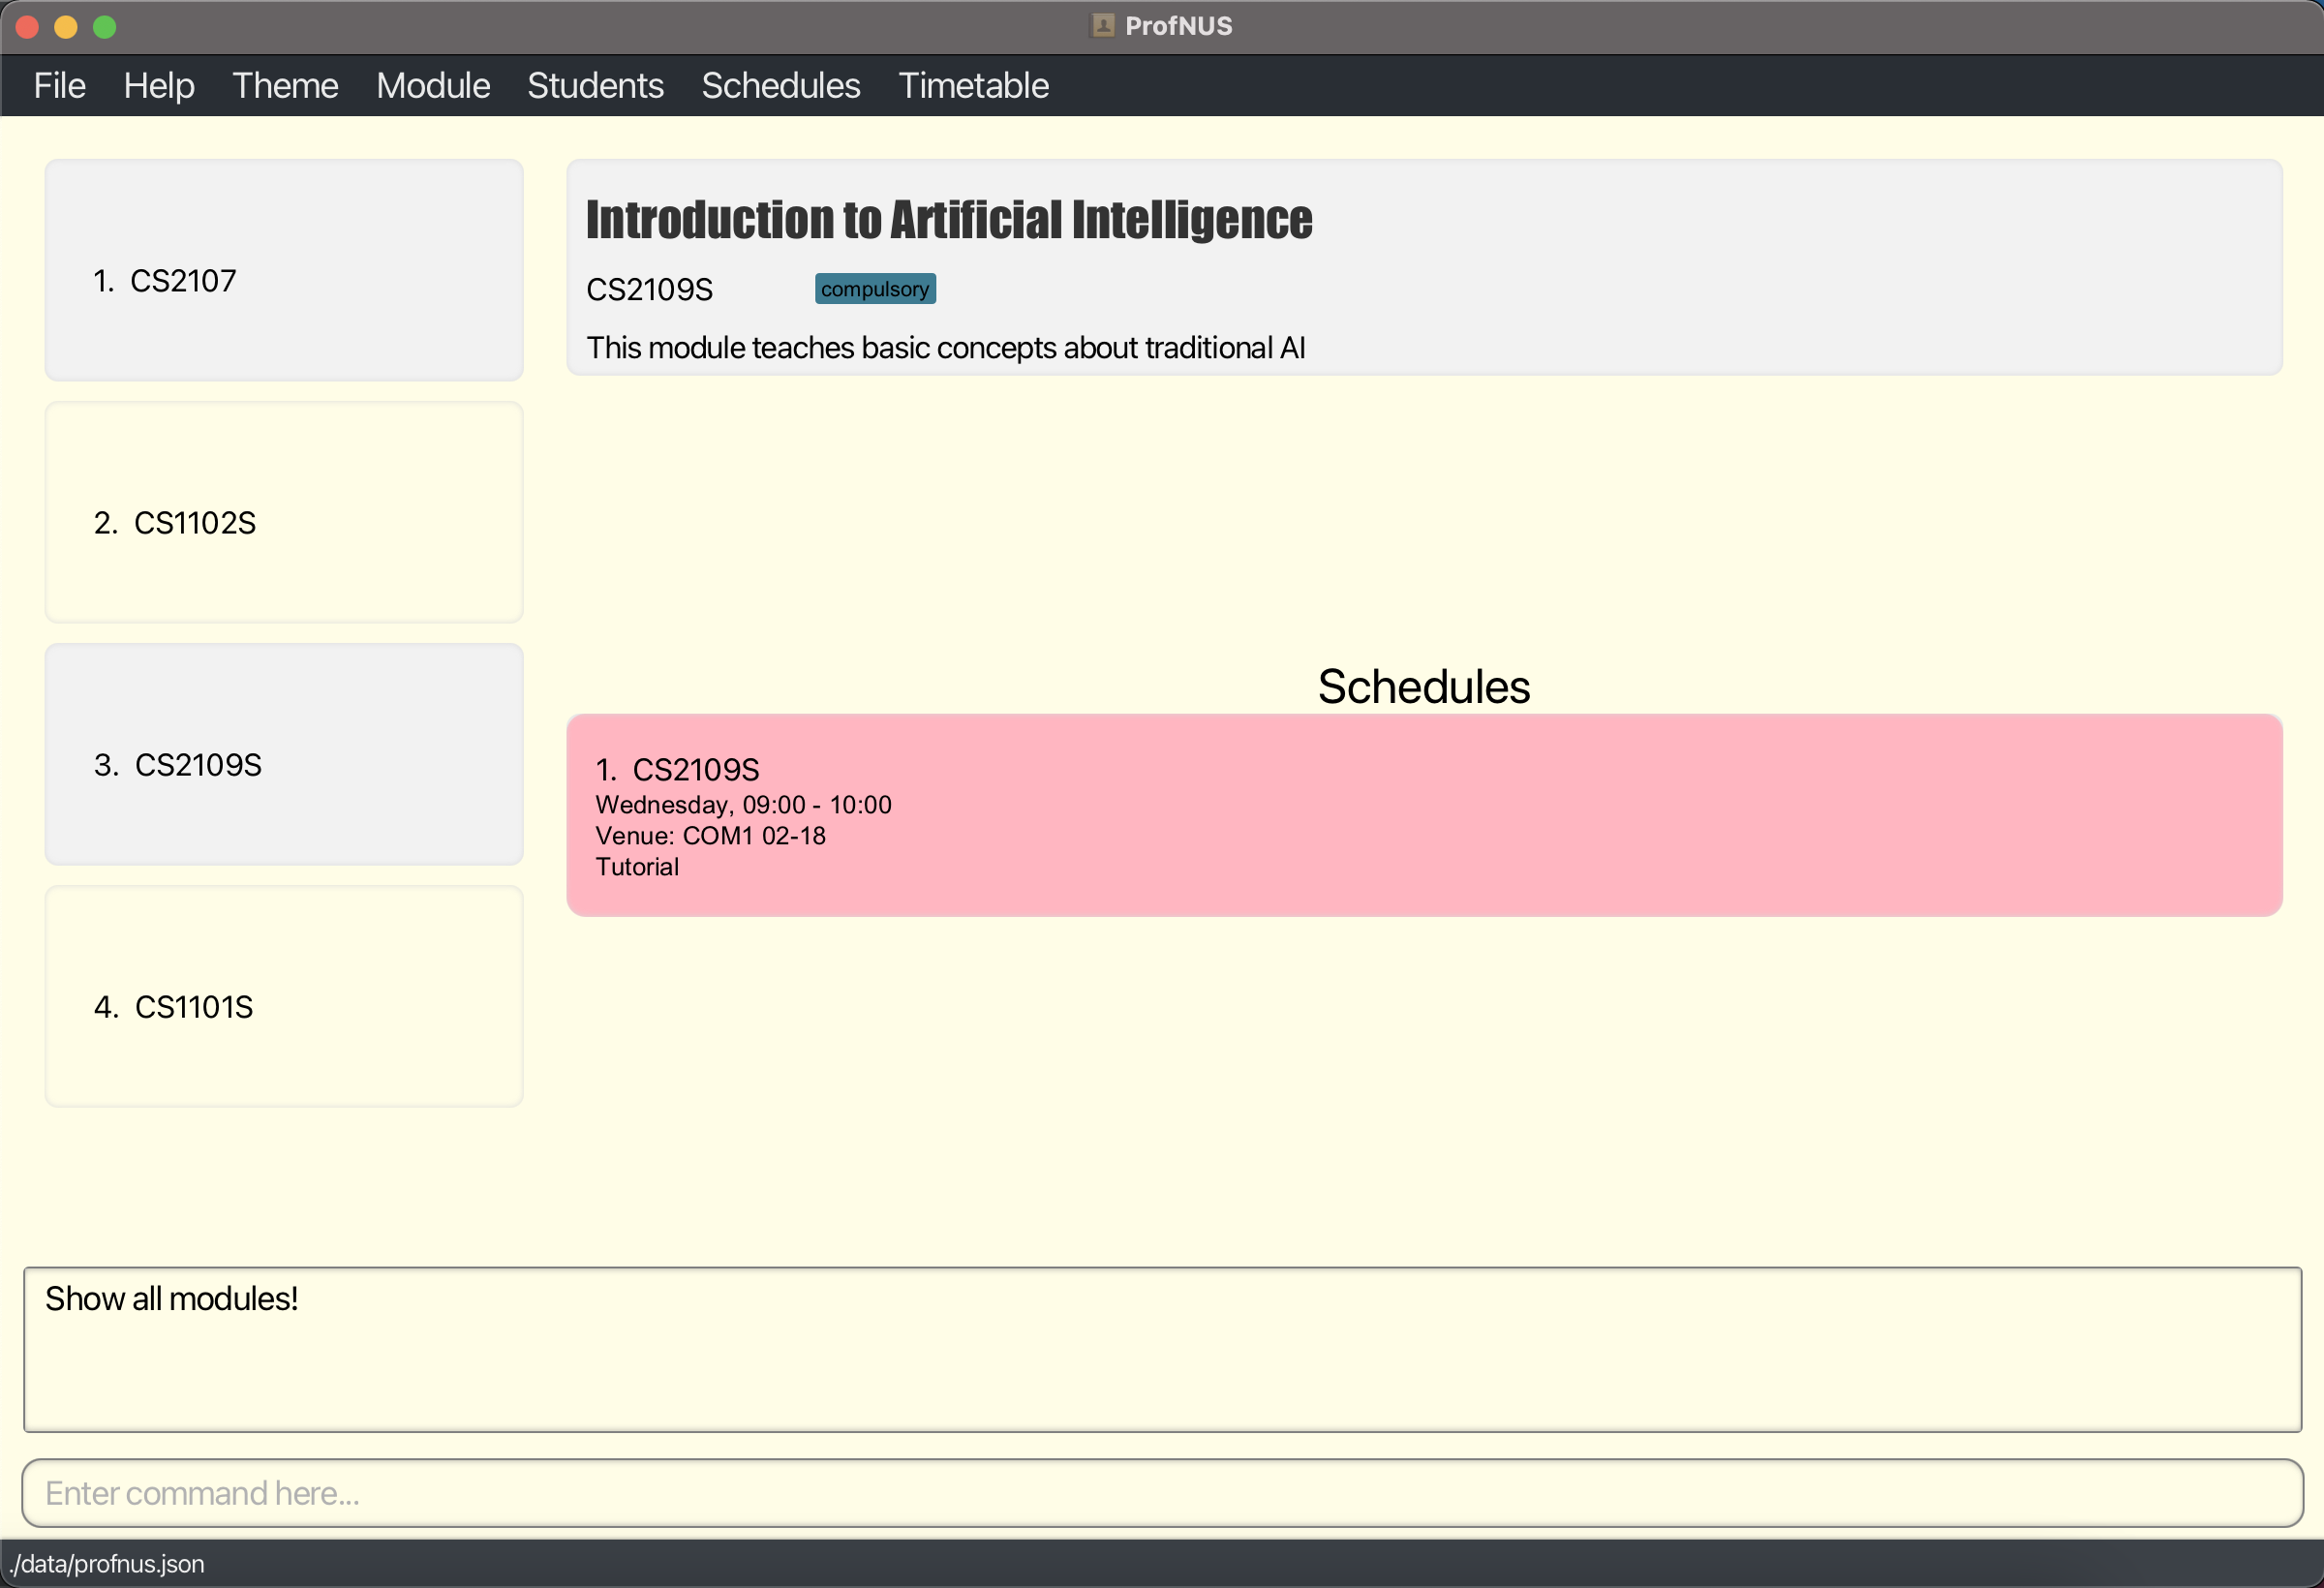 ProfNUS
File Help Theme Module Students Schedules Timetable
1. CS2107
2. CS1102S
3. CS2109S
4. CS1101S
Introduction to Artificial Intelligence
CS2109S compulsory
This module teaches basic concepts about traditional AI
Schedules
1. CS2109S
Wednesday, 09:00 - 10:00
Venue: COM1 02-18
Tutorial
Show all modules!
Enter command here...
./data/profnus.json